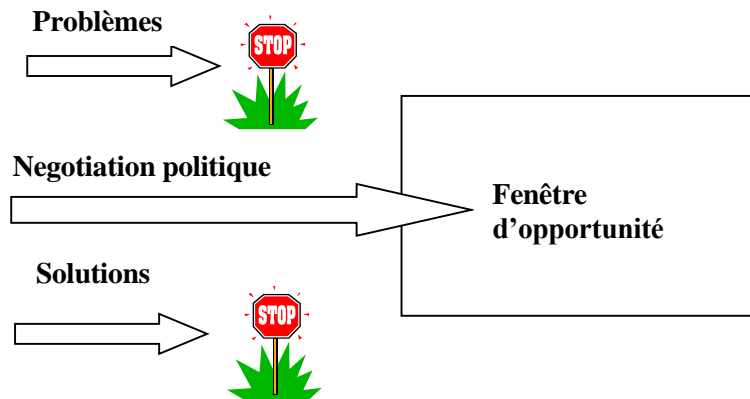 Problèmes
STOP
Negotiation politique
Fenêtre
d'opportunité
Solutions
STOP